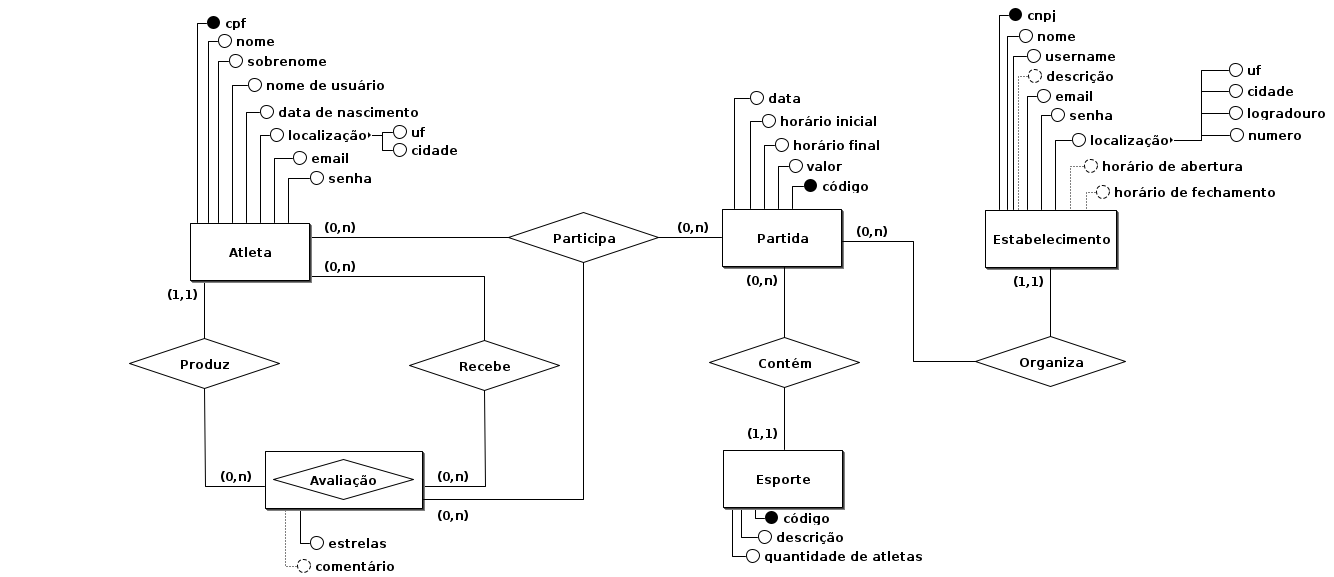 cpf
nome
sobrenome
nome de usuário
data de nascimento
localização
uf
cidade
email
senha
data
horário inicial
horário final
valor
código
cnpj
nome
username
descrição
email
senha
localização
uf
cidade
logradouro
numero
horário de abertura
horário de fechamento
Atleta
(0,n)
(0,n)
(1,1)
Participa
(0,n)
Partida
(0,n)
(0,n)
Estabelecimento
(1,1)
Produz
Recebe
Contém
Organiza
(0,n)
Avaliação
(0,n)
(0,n)
(1,1)
Esporte
estrelas
comentário
código
descrição
quantidade de atletas